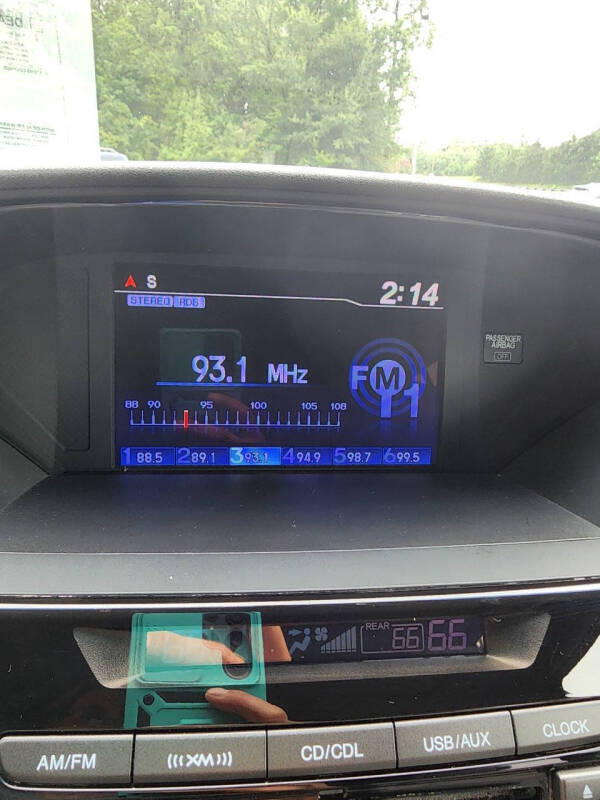 S
2:14
STEREO RDS
PASSENGER
AIRBAG
OFF
93.1 MHz
FM1
88 90 95 100 105 108
1 88.5 2 89.1 3 93.1 4 94.9 5 98.7 6 99.5
REAR 66 66
AM/FM
(((XM)))
CD/CDL
USB/AUX
CLOCK